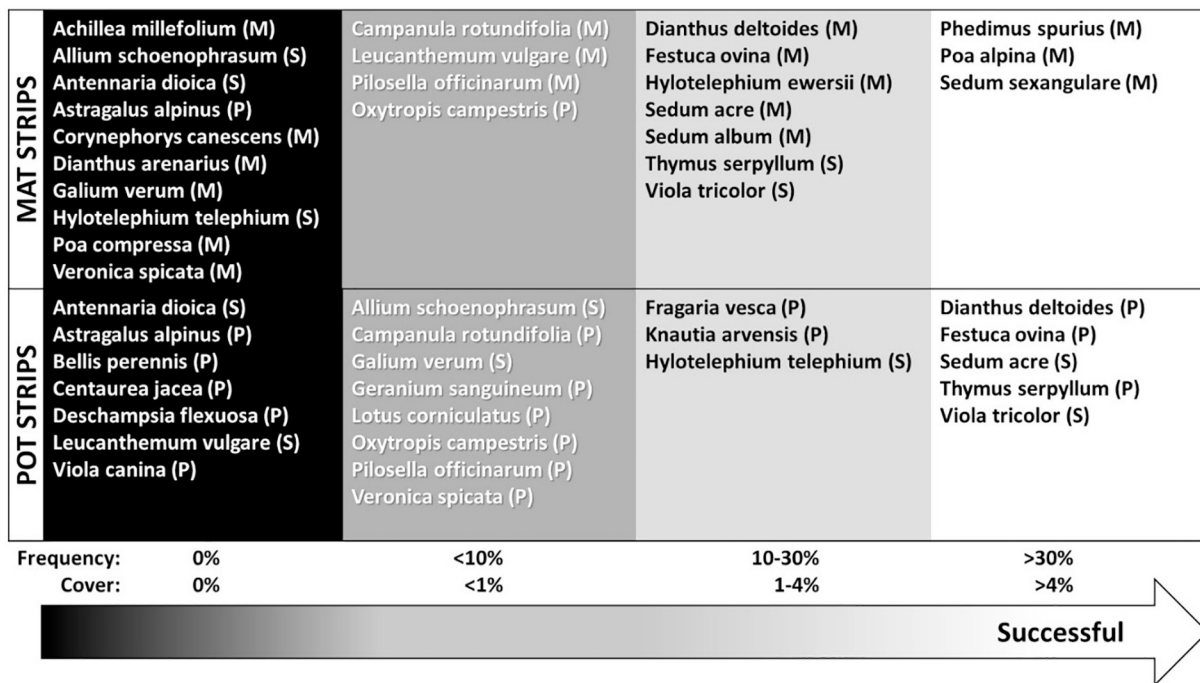 MAT STRIPS
Achillea millefolium (M)
Allium schoenophrasum (S)
Antennaria dioica (S)
Astragalus alpinus (P)
Corynephorys canescens (M)
Dianthus arenarius (M)
Galium verum (M)
Hylotelephium telephium (S)
Poa compressa (M)
Veronica spicata (M)
Campanula rotundifolia (M)
Leucanthemum vulgare (M)
Pilosella officinarum (M)
Oxytropis campestris (P)
Dianthus deltoides (M)
Festuca ovina (M)
Hylotelephium ewersii (M)
Sedum acre (M)
Sedum album (M)
Thymus serpyllum (S)
Viola tricolor (S)
Phedimus spurius (M)
Poa alpina (M)
Sedum sexangulare (M)
POT STRIPS
Antennaria dioica (S)
Astragalus alpinus (P)
Bellis perennis (P)
Centaurea jacea (P)
Deschampsia flexuosa (P)
Leucanthemum vulgare (S)
Viola canina (P)
Allium schoenophrasum (S)
Campanula rotundifolia (P)
Galium verum (S)
Geranium sanguineum (P)
Lotus corniculatus (P)
Oxytropis campestris (P)
Pilosella officinarum (P)
Veronica spicata (P)
Fragaria vesca (P)
Knautia arvensis (P)
Hylotelephium telephium (S)
Dianthus deltoides (P)
Festuca ovina (P)
Sedum acre (S)
Thymus serpyllum (P)
Viola tricolor (S)
Frequency: 0% <10% 10-30% >30%
Cover: 0% <1% 1-4% >4%
Successful